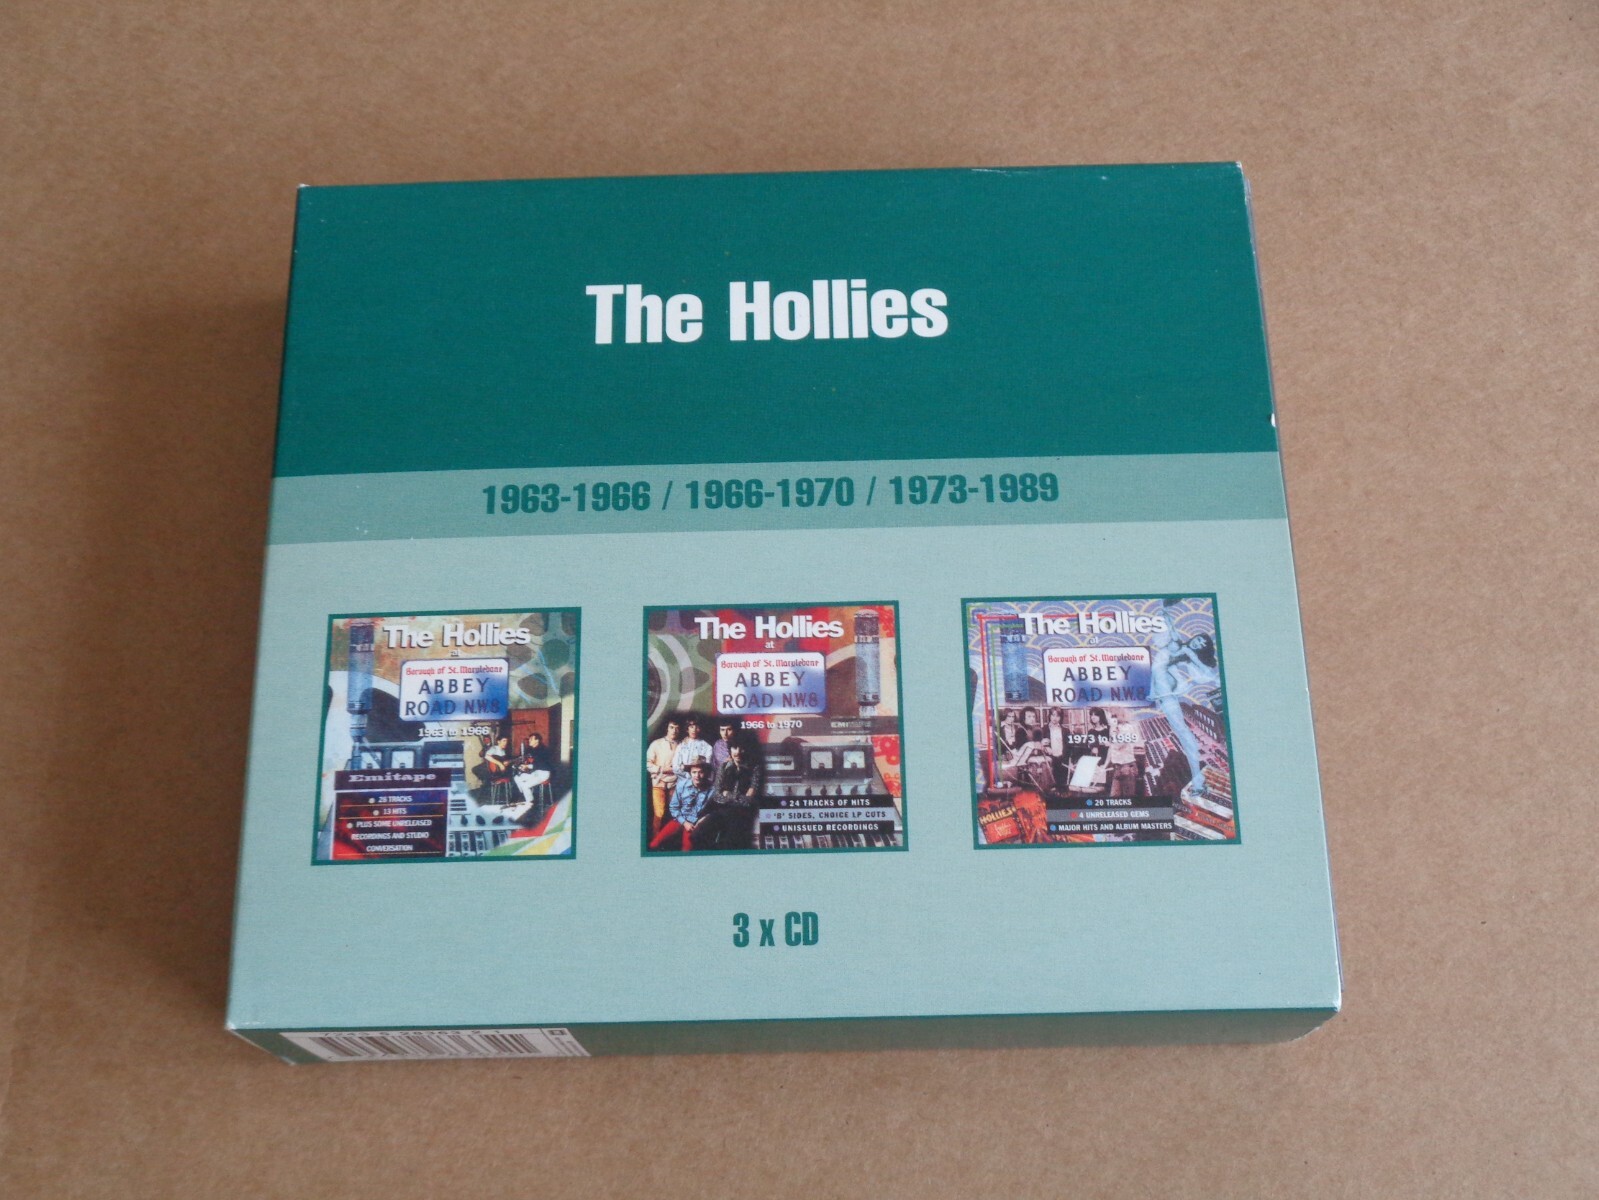 The Hollies
1963-1966 / 1966-1970 / 1973-1989
The Hollies
at
Borough of St. Marylebone
ABBEY
ROAD N.W.8
1963 to 1966
Emitape
28 TRACKS
13 HITS
PLUS SOME UNRELEASED
RECORDINGS AND STUDIO
CONVERSATION
The Hollies
at
Borough of St. Marylebone
ABBEY
ROAD N.W.8
1966 to 1970
24 TRACKS OF HITS
'B' SIDES, CHOICE LP CUTS
UNISSUED RECORDINGS
The Hollies
at
Borough of St. Marylebone
ABBEY
ROAD N.W.8
1973 to 1989
HOLLIES
20 TRACKS
4 UNRELEASED GEMS
MAJOR HITS AND ALBUM MASTERS
3 x CD